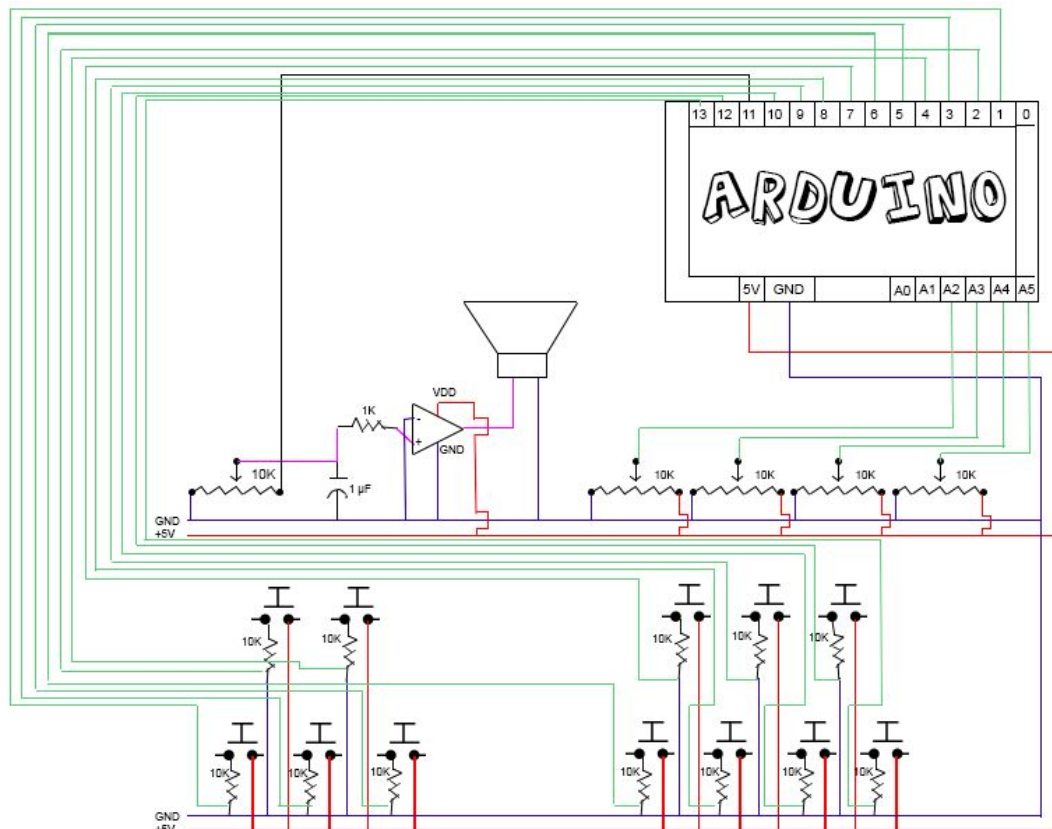 13 12 11 10 9 8 7 6 5 4 3 2 1 0
ARDUINO
5V GND A0 A1 A2 A3 A4 A5
VDD
1K
-
+
GND
10K
1 µF
10K 10K 10K 10K
GND
+5V
10K 10K 10K 10K 10K
10K 10K 10K 10K 10K 10K 10K
GND
+5V